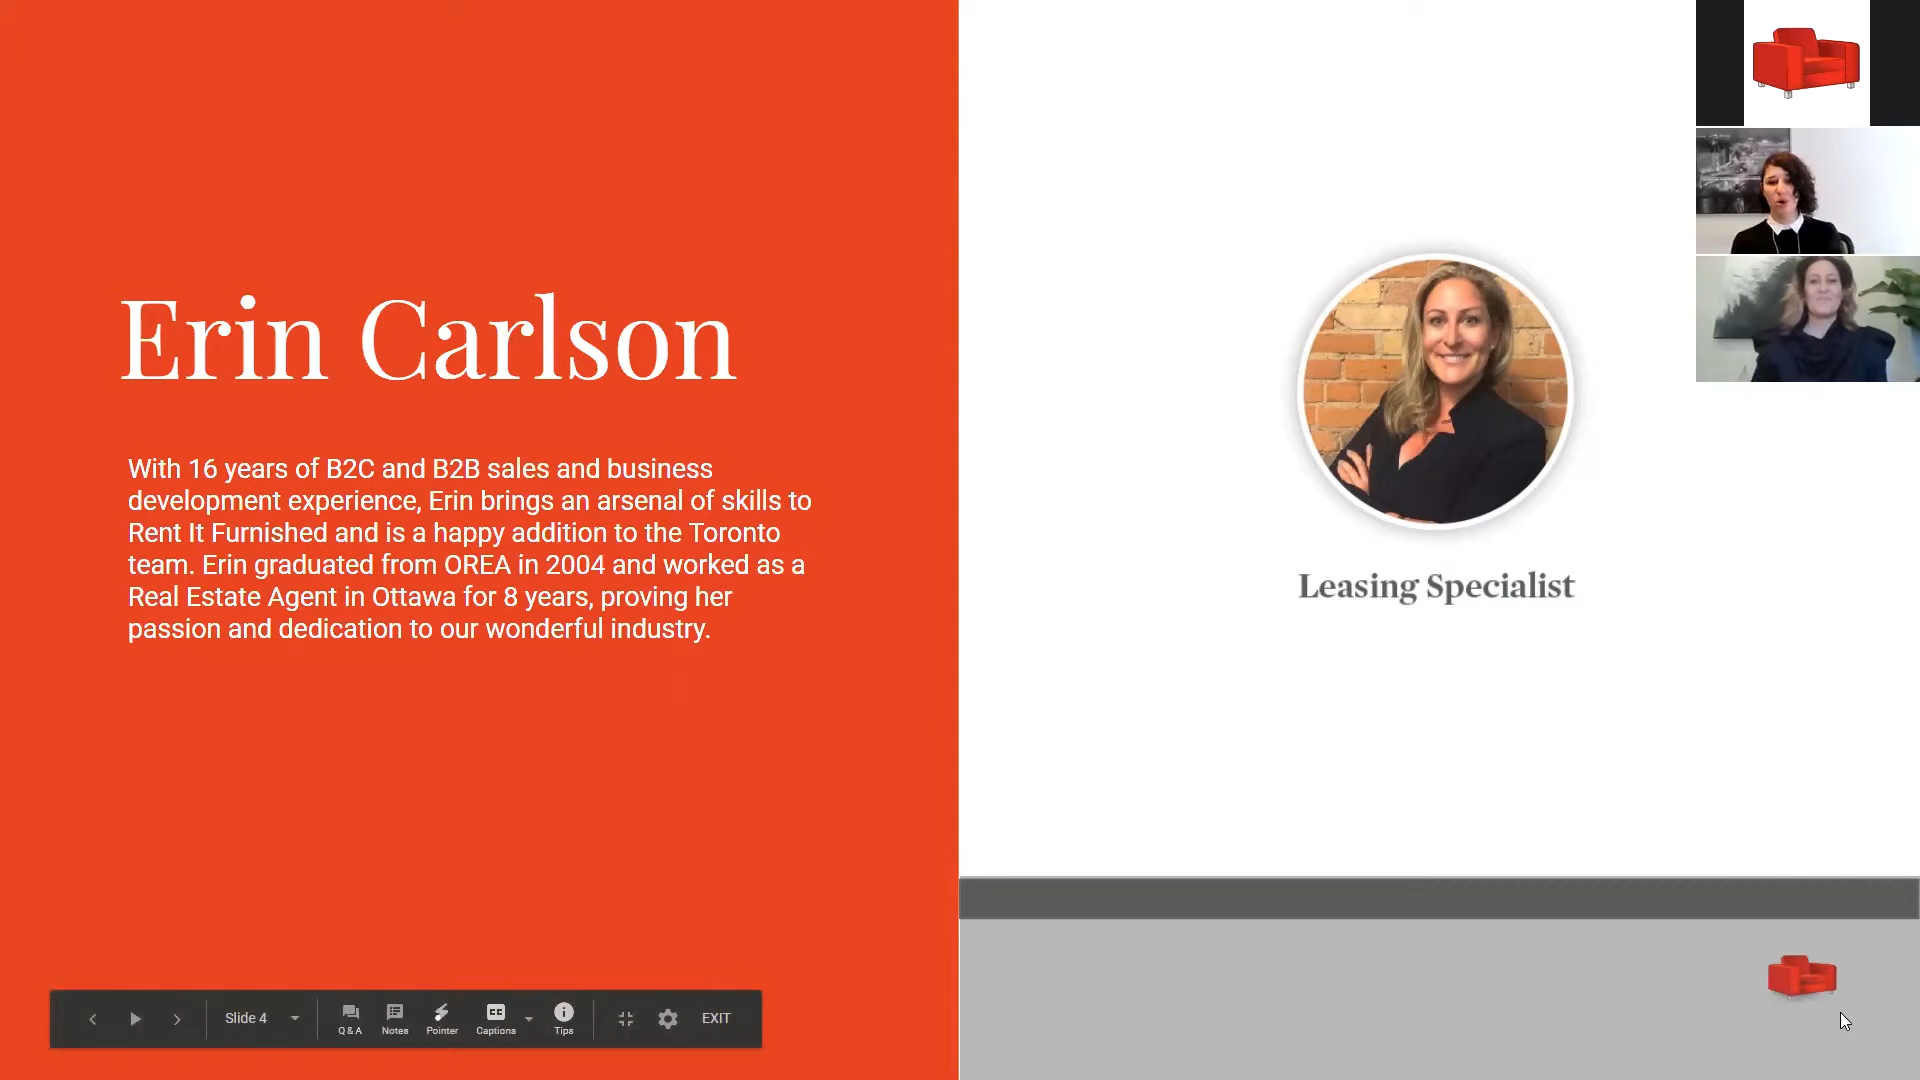 Erin Carlson
With 16 years of B2C and B2B sales and business
development experience, Erin brings an arsenal of skills to
Rent It Furnished and is a happy addition to the Toronto
team. Erin graduated from OREA in 2004 and worked as a
Real Estate Agent in Ottawa for 8 years, proving her
passion and dedication to our wonderful industry.
Leasing Specialist
Slide 4
Q & A
Notes
Pointer
CC
Captions
Tips
EXIT